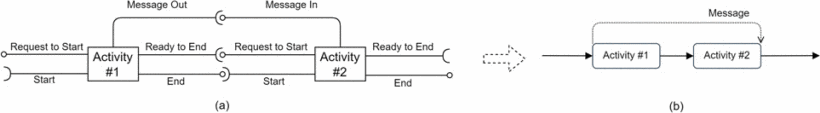 Message Out
Message In
Message
Request to Start
Ready to End
Request to Start
Ready to End
Activity
#1
Activity
#2
Activity #1
Activity #2
Start
End
Start
End
(a)
(b)